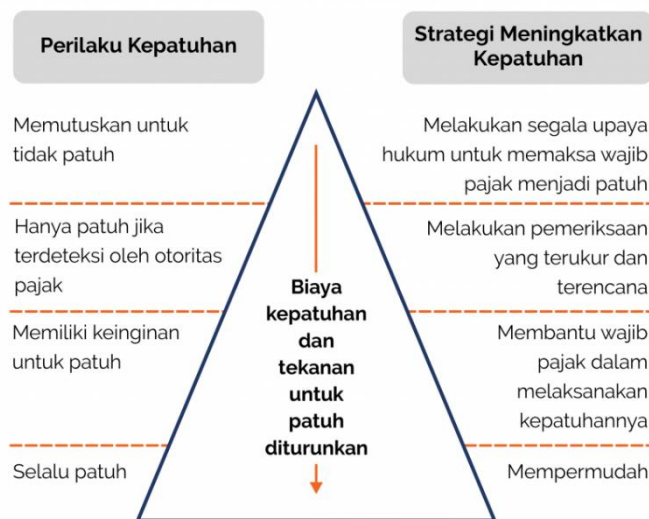 Perilaku Kepatuhan
Strategi Meningkatkan
Kepatuhan
Memutuskan untuk
tidak patuh
Melakukan segala upaya
hukum untuk memaksa wajib
pajak menjadi patuh
Hanya patuh jika
terdeteksi oleh otoritas
pajak
Melakukan pemeriksaan
yang terukur dan
terencana
Memiliki keinginan
untuk patuh
Membantu wajib
pajak dalam
melaksanakan
kepatuhannya
Selalu patuh
Mempermudah
Biaya
kepatuhan
dan
tekanan
untuk
patuh
diturunkan